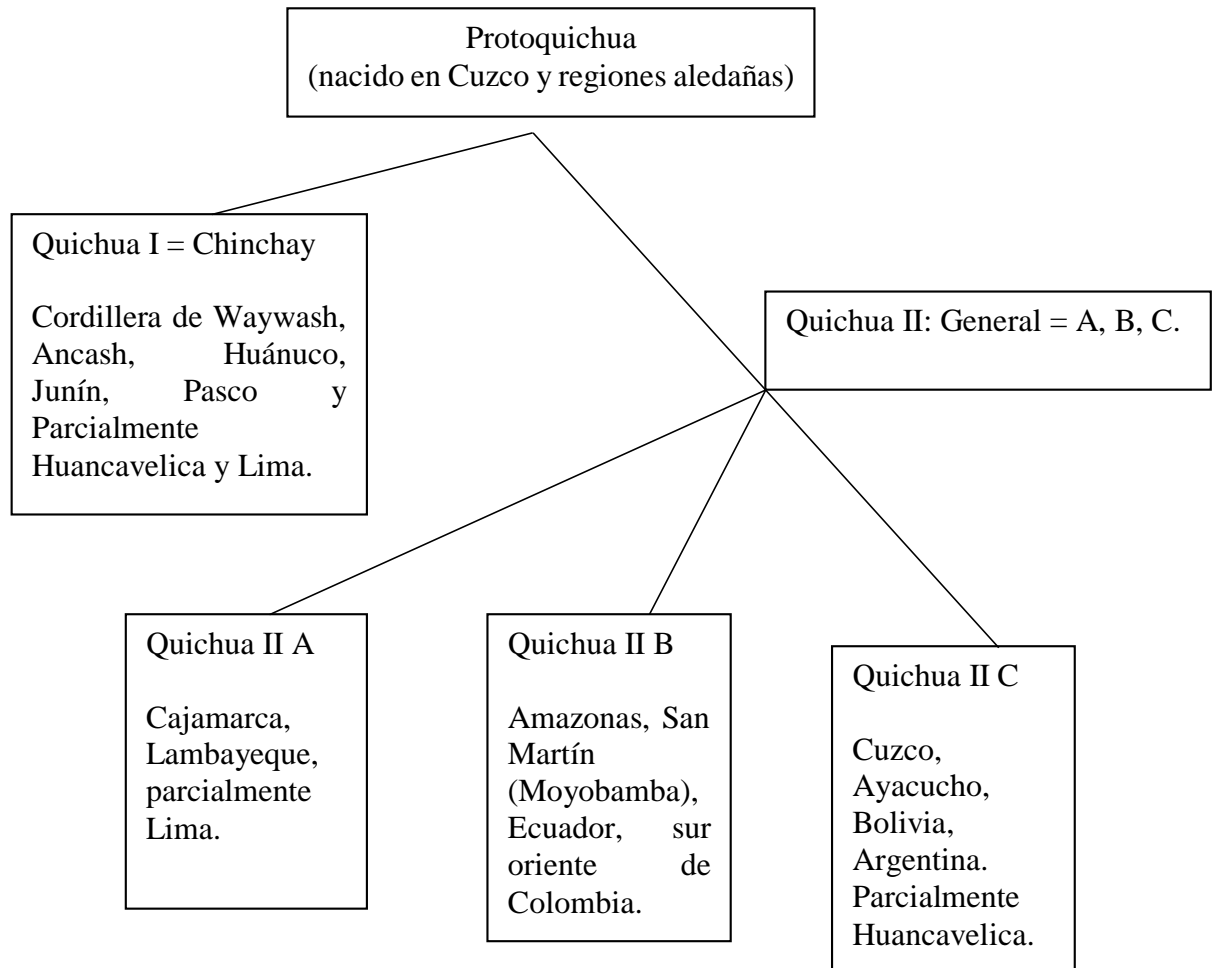 Protoquichua
(nacido en Cuzco y regiones aledañas)
Quichua I = Chinchay
Cordillera de Waywash,
Ancash, Huánuco,
Junín, Pasco y
Parcialmente
Huancavelica y Lima.
Quichua II: General = A, B, C.
Quichua II A
Cajamarca,
Lambayeque,
parcialmente
Lima.
Quichua II B
Amazonas, San
Martín
(Moyobamba),
Ecuador, sur
oriente de
Colombia.
Quichua II C
Cuzco,
Ayacucho,
Bolivia,
Argentina.
Parcialmente
Huancavelica.